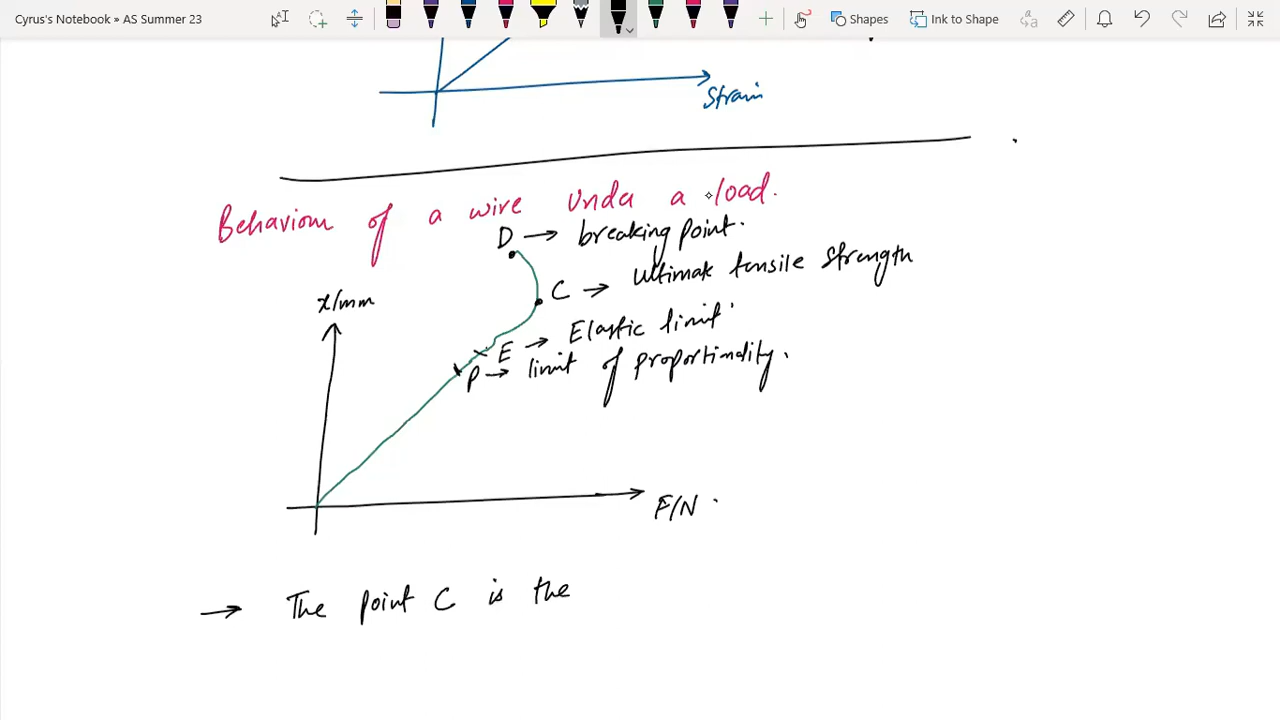 Cyrus's Notebook » AS Summer 23
Shapes
Ink to Shape
Strain
Behaviour of a wire under a load.
D → breaking point.
C → Ultimate tensile strength
x/mm
E → Elastic limit
P → limit of proportionality.
F/N
→ The point C is the